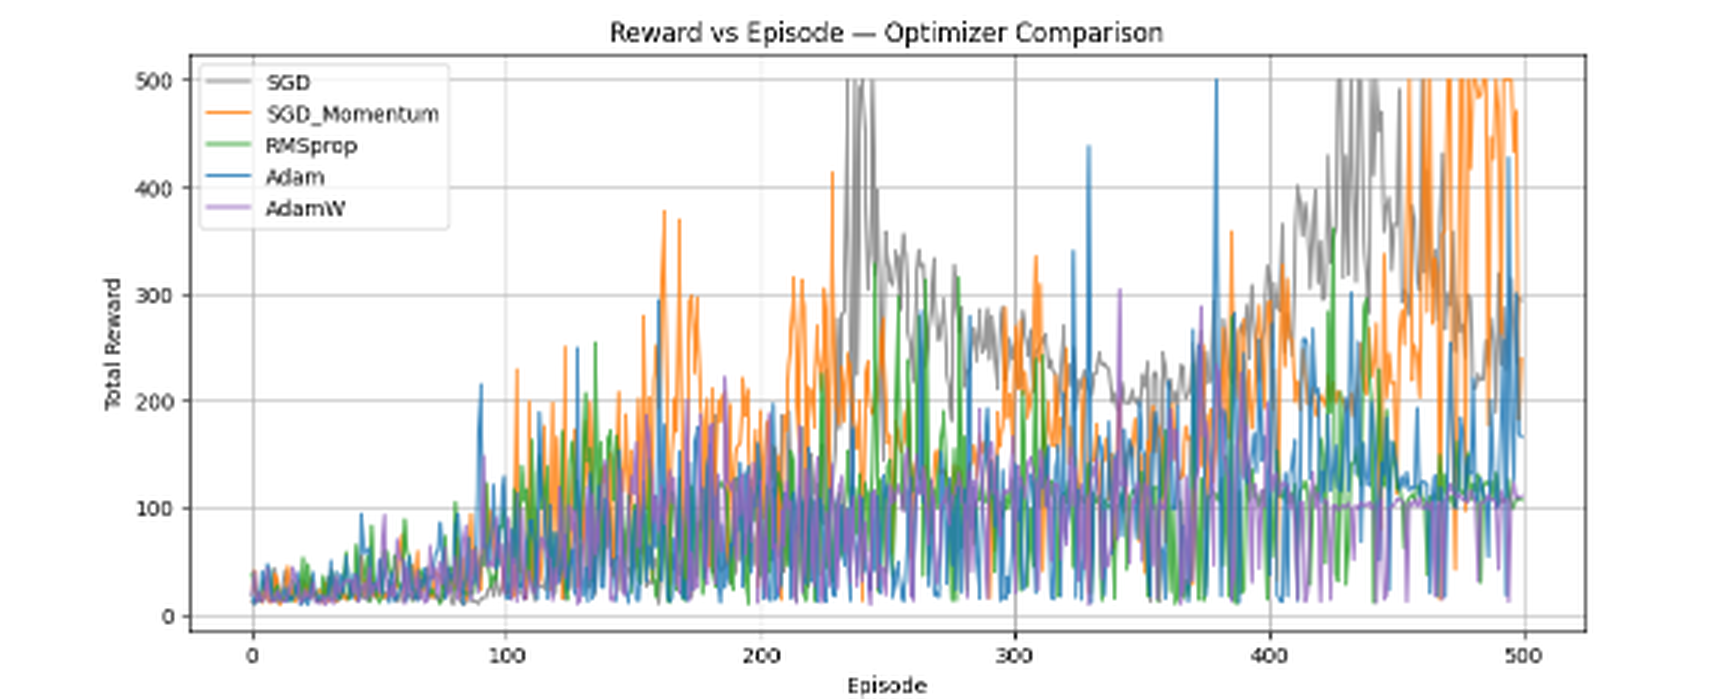 Reward vs Episode — Optimizer Comparison
SGD
SGD_Momentum
RMSprop
Adam
AdamW
500
400
300
200
100
0
Total Reward
0 100 200 300 400 500
Episode